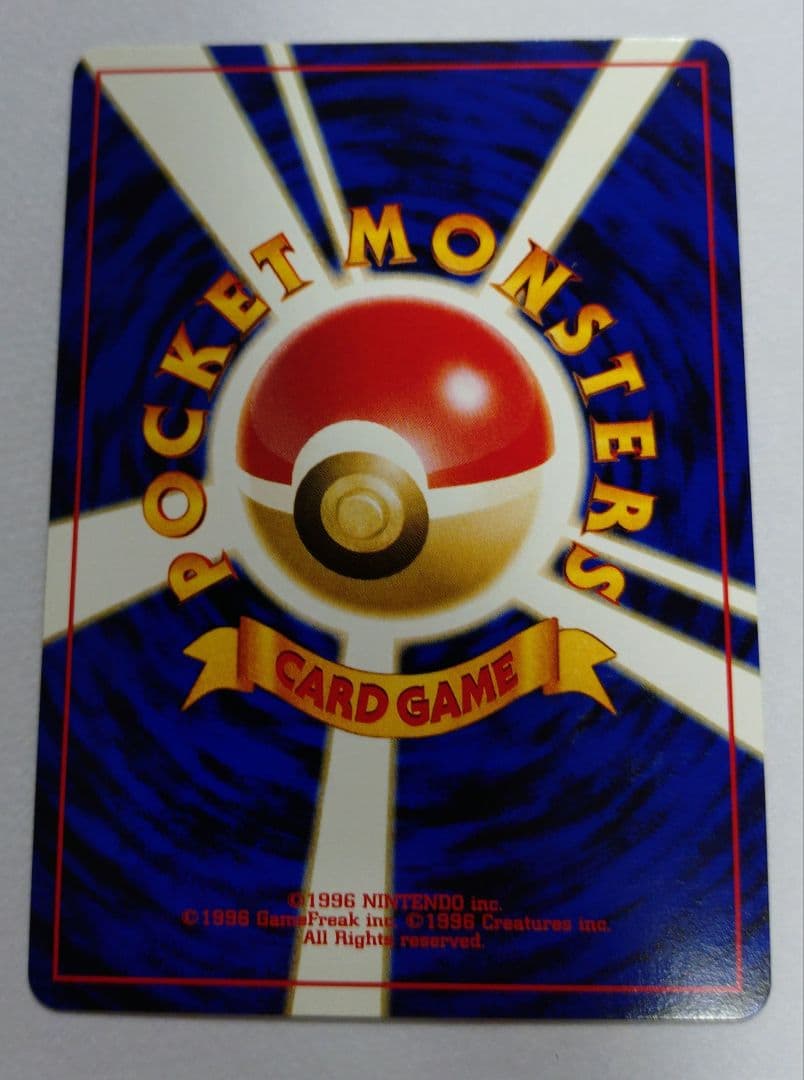 POCKET MONSTERS
CARD GAME
©1996 NINTENDO inc.
©1996 GameFreak inc. ©1996 Creatures inc.
All Rights reserved.